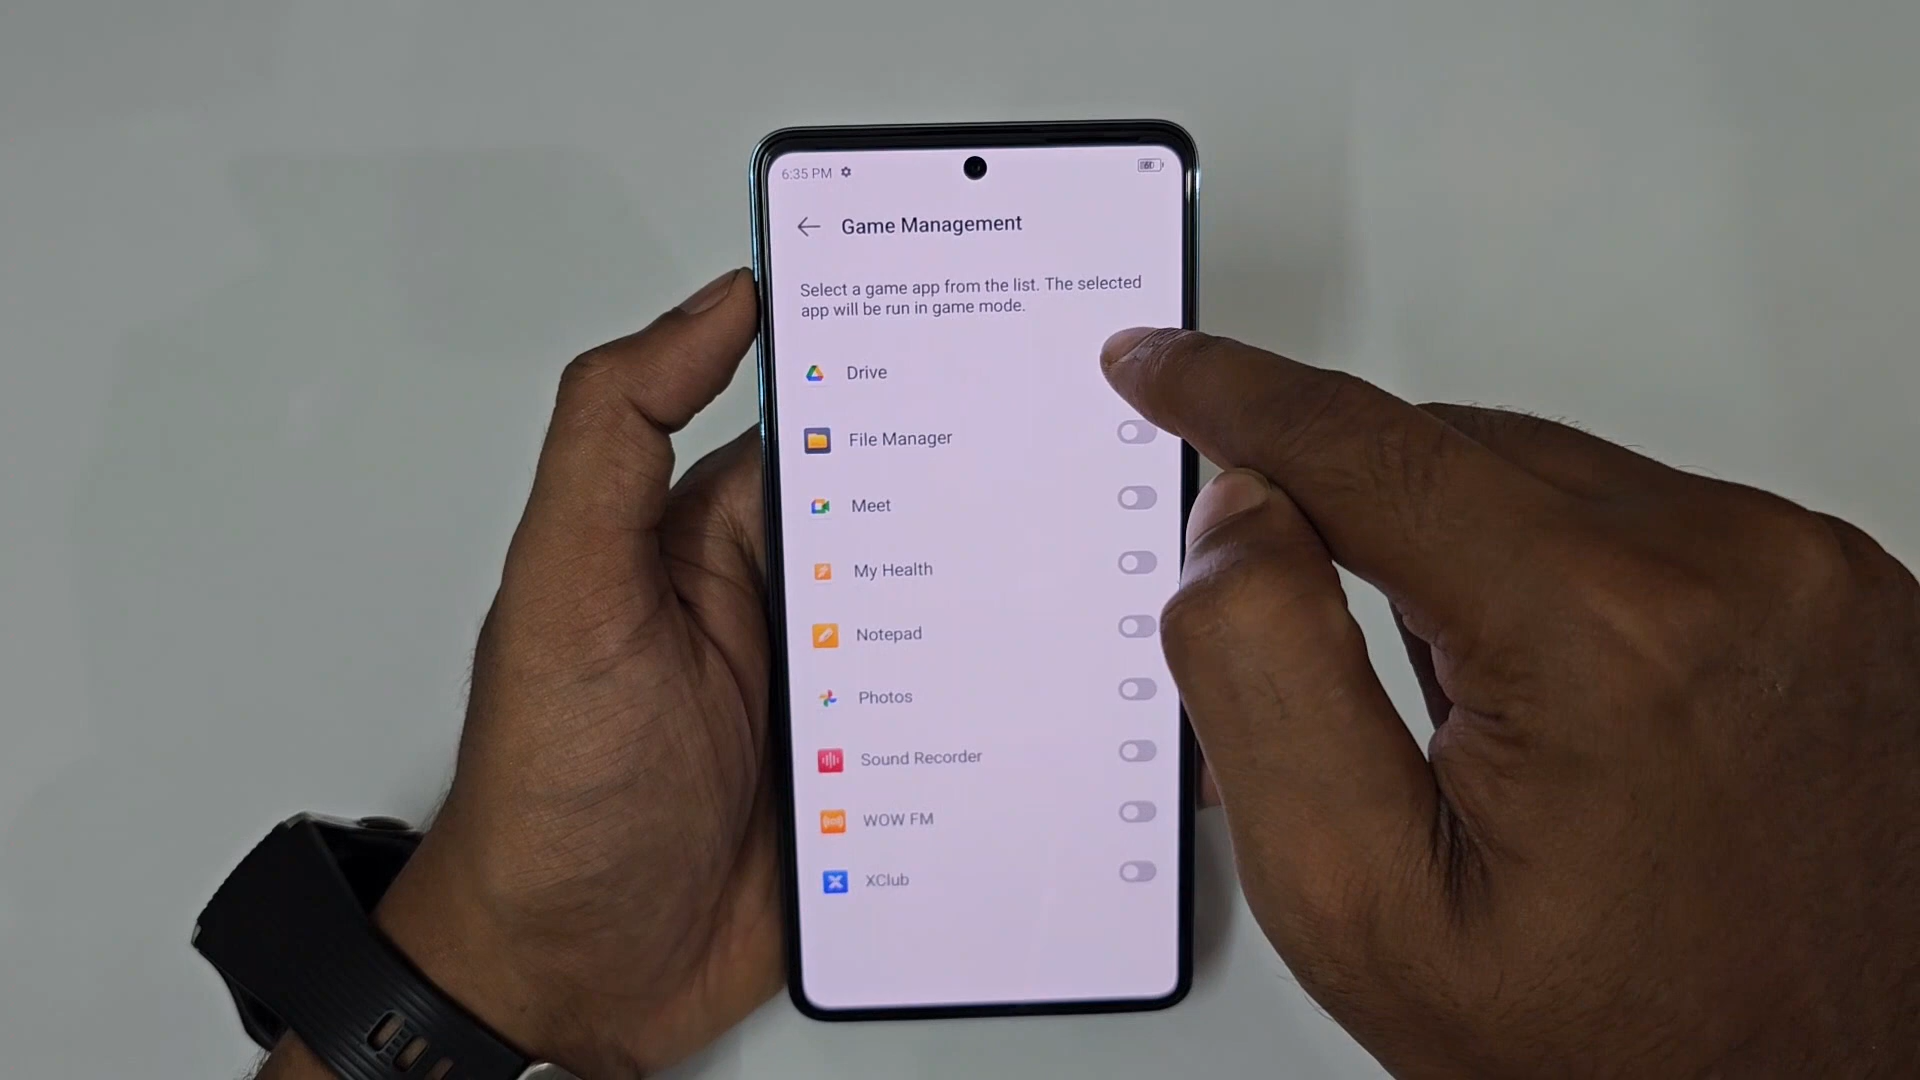 6:35 PM
Game Management
Select a game app from the list. The selected
app will be run in game mode.
Drive
File Manager
Meet
My Health
Notepad
Photos
Sound Recorder
WOW FM
XClub